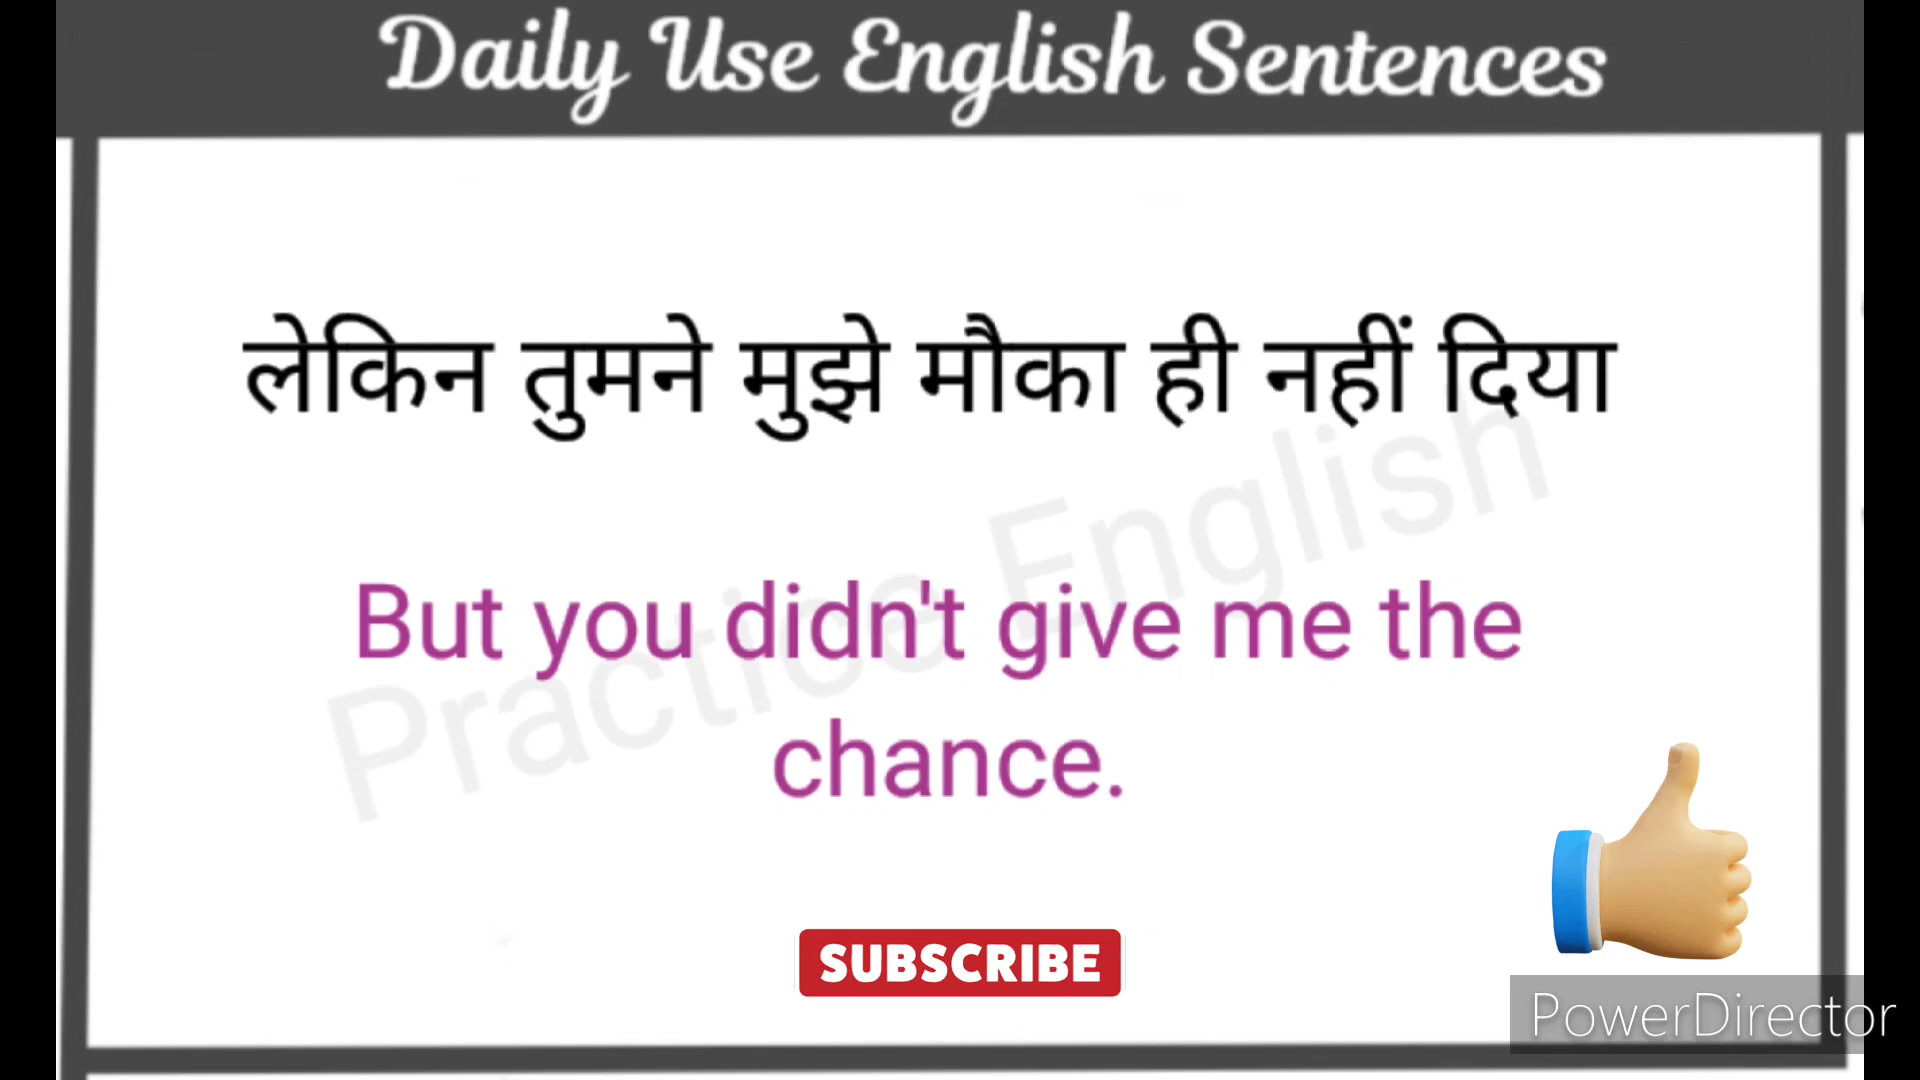 Daily Use English Sentences
लेकिन तुमने मुझे मौका ही नहीं दिया
Practice English
But you didn't give me the
chance.
SUBSCRIBE
PowerDirector